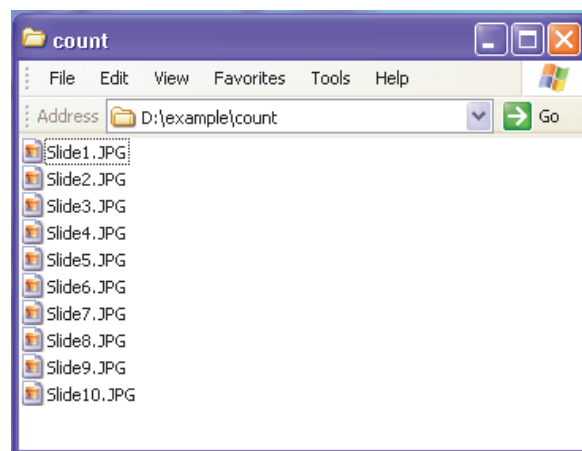 count
File Edit View Favorites Tools Help
Address D:\example\count Go
Slide1.JPG
Slide2.JPG
Slide3.JPG
Slide4.JPG
Slide5.JPG
Slide6.JPG
Slide7.JPG
Slide8.JPG
Slide9.JPG
Slide10.JPG